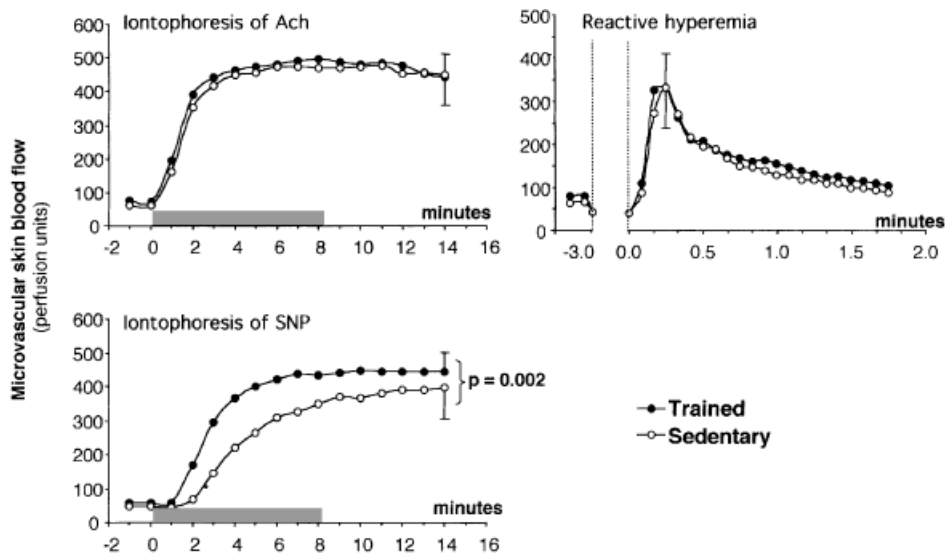 Microvascular skin blood flow
(perfusion units)
Iontophoresis of Ach
600
500
400
300
200
100
0
minutes
-2 0 2 4 6 8 10 12 14 16
Reactive hyperemia
500
400
300
200
100
0
minutes
-3.0 0.0 0.5 1.0 1.5 2.0
Iontophoresis of SNP
600
500
400
300
200
100
0
p = 0.002
minutes
-2 0 2 4 6 8 10 12 14 16
Trained
Sedentary